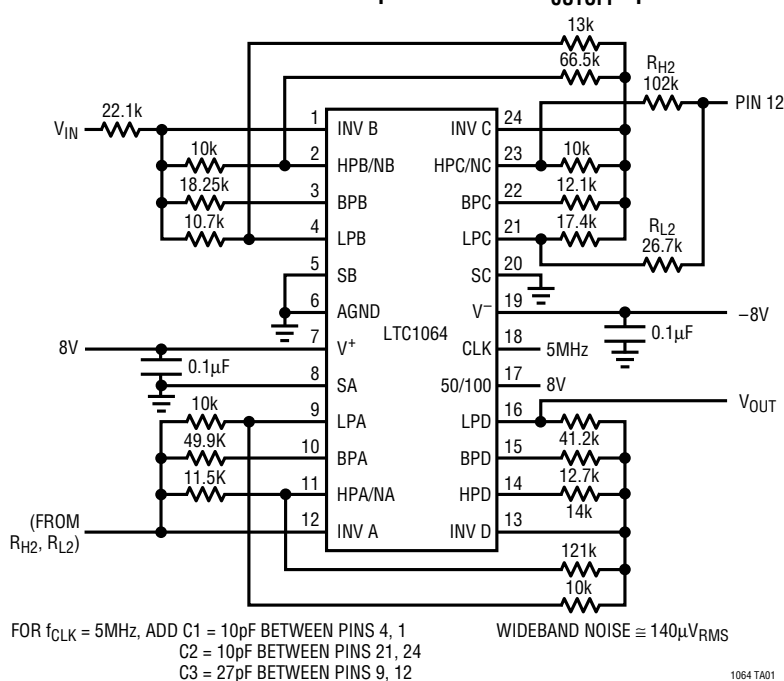 13k
66.5k
RH2
102k
PIN 12
VIN
22.1k
1
INV B
INV C
24
10k
2
HPB/NB
HPC/NC
23
10k
18.25k
3
BPB
BPC
22
12.1k
10.7k
4
LPB
LPC
21
17.4k
RL2
26.7k
5
SB
SC
20
6
AGND
V–
19
–8V
LTC1064
8V
7
V+
CLK
18
5MHz
0.1µF
0.1µF
8
SA
50/100
17
8V
VOUT
10k
9
LPA
LPD
16
49.9K
10
BPA
BPD
15
41.2k
11.5K
11
HPA/NA
HPD
14
12.7k
14k
(FROM
RH2, RL2)
12
INV A
INV D
13
121k
10k
FOR fCLK = 5MHz, ADD C1 = 10pF BETWEEN PINS 4, 1
C2 = 10pF BETWEEN PINS 21, 24
C3 = 27pF BETWEEN PINS 9, 12
WIDEBAND NOISE ≅ 140µVRMS
1064 TA01